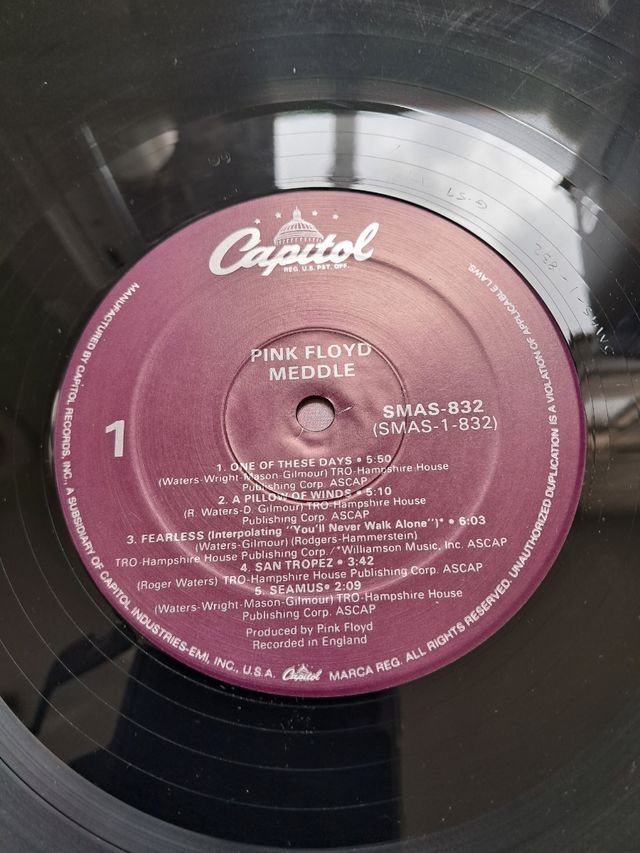 Capitol
REG. U.S. PAT. OFF.
PINK FLOYD
MEDDLE
SMAS-832
(SMAS-1-832)
1
1. ONE OF THESE DAYS • 5:50
(Waters-Wright-Mason-Gilmour) TRO-Hampshire House
Publishing Corp. ASCAP
2. A PILLOW OF WINDS • 5:10
(R. Waters-D. Gilmour) TRO-Hampshire House
Publishing Corp. ASCAP
3. FEARLESS (Interpolating "You'll Never Walk Alone")* • 6:03
(Waters-Gilmour) (Rodgers-Hammerstein)
TRO-Hampshire House Publishing Corp./*Williamson Music, Inc. ASCAP
4. SAN TROPEZ • 3:42
(Roger Waters) TRO-Hampshire House Publishing Corp. ASCAP
5. SEAMUS • 2:09
(Waters-Wright-Mason-Gilmour) TRO-Hampshire House
Publishing Corp. ASCAP
Produced by Pink Floyd
Recorded in England
MANUFACTURED BY CAPITOL RECORDS, INC., A SUBSIDIARY OF CAPITOL INDUSTRIES-EMI, INC., U.S.A. Capitol MARCA REG. ALL RIGHTS RESERVED. UNAUTHORIZED DUPLICATION IS A VIOLATION OF APPLICABLE LAWS.